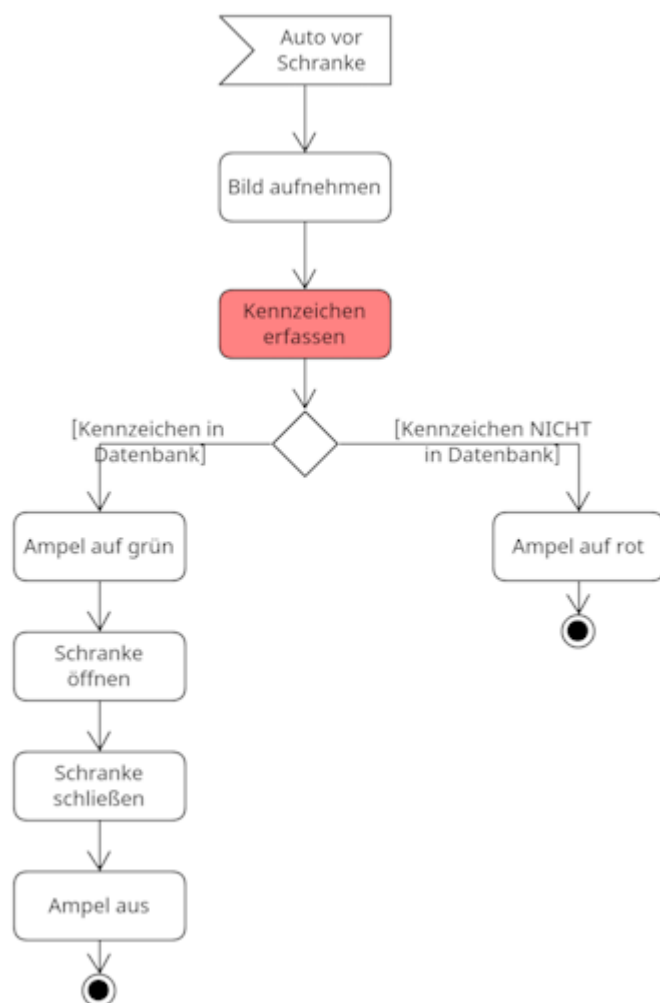 Auto vor
Schranke
Bild aufnehmen
Kennzeichen
erfassen
[Kennzeichen in
Datenbank]
[Kennzeichen NICHT
in Datenbank]
Ampel auf grün
Ampel auf rot
Schranke
öffnen
Schranke
schließen
Ampel aus